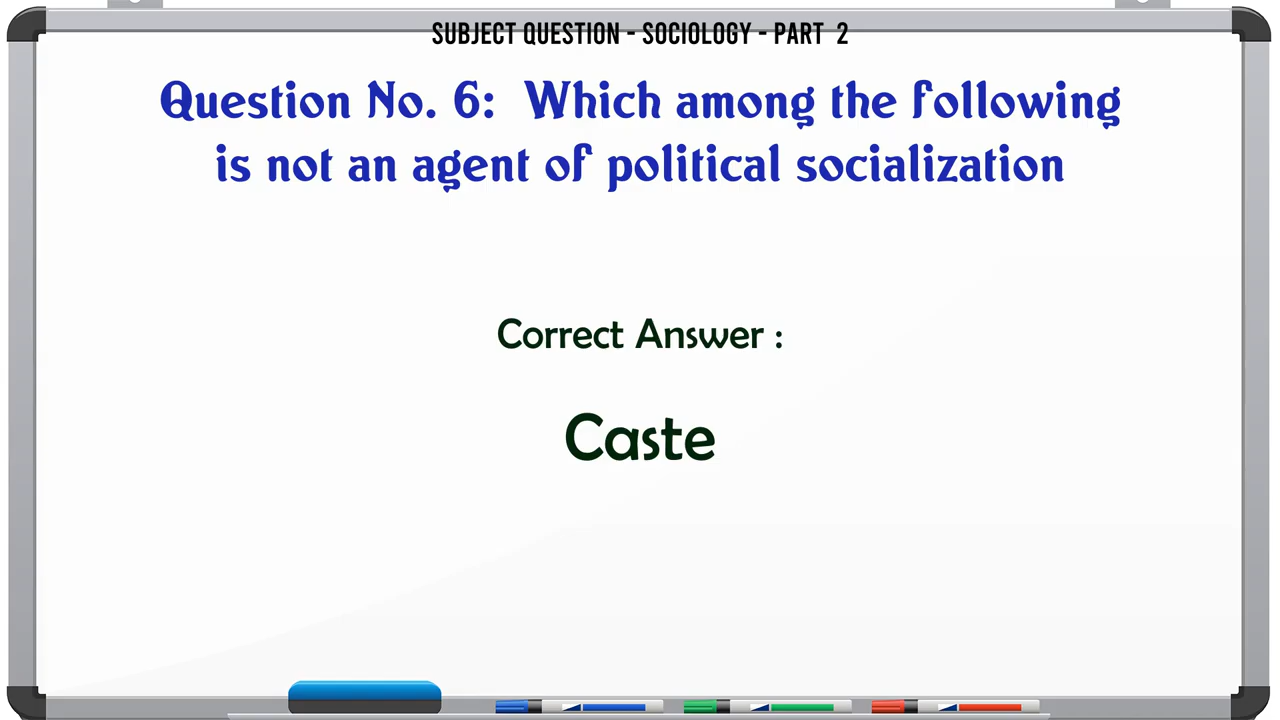 SUBJECT QUESTION - SOCIOLOGY - PART 2
Question No. 6: Which among the following
is not an agent of political socialization
Correct Answer :
Caste